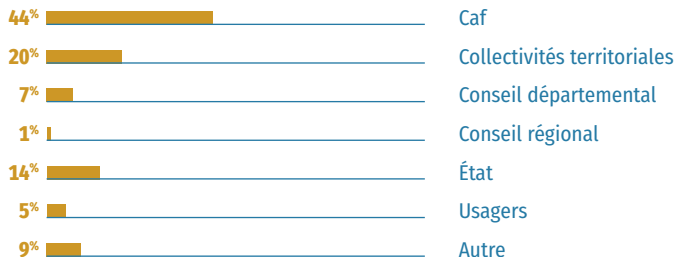 44% Caf
20% Collectivités territoriales
7% Conseil départemental
1% Conseil régional
14% État
5% Usagers
9% Autre